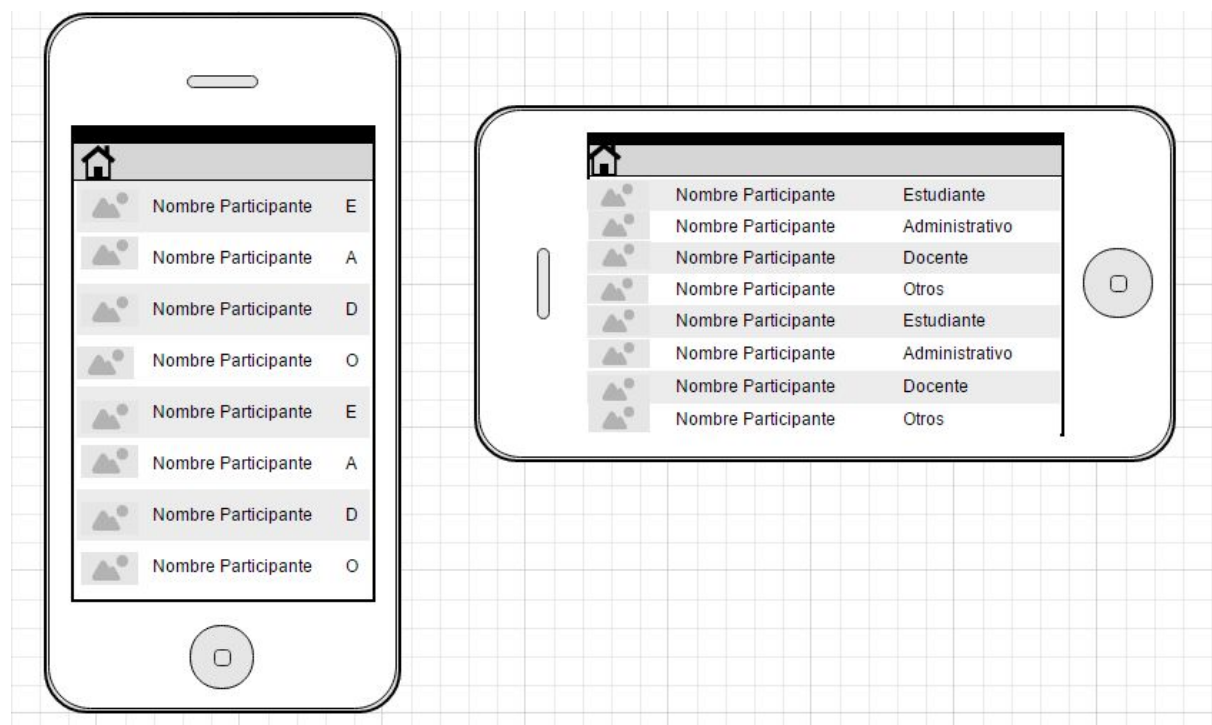 Nombre Participante E
Nombre Participante A
Nombre Participante D
Nombre Participante O
Nombre Participante E
Nombre Participante A
Nombre Participante D
Nombre Participante O
Nombre Participante Estudiante
Nombre Participante Administrativo
Nombre Participante Docente
Nombre Participante Otros
Nombre Participante Estudiante
Nombre Participante Administrativo
Nombre Participante Docente
Nombre Participante Otros